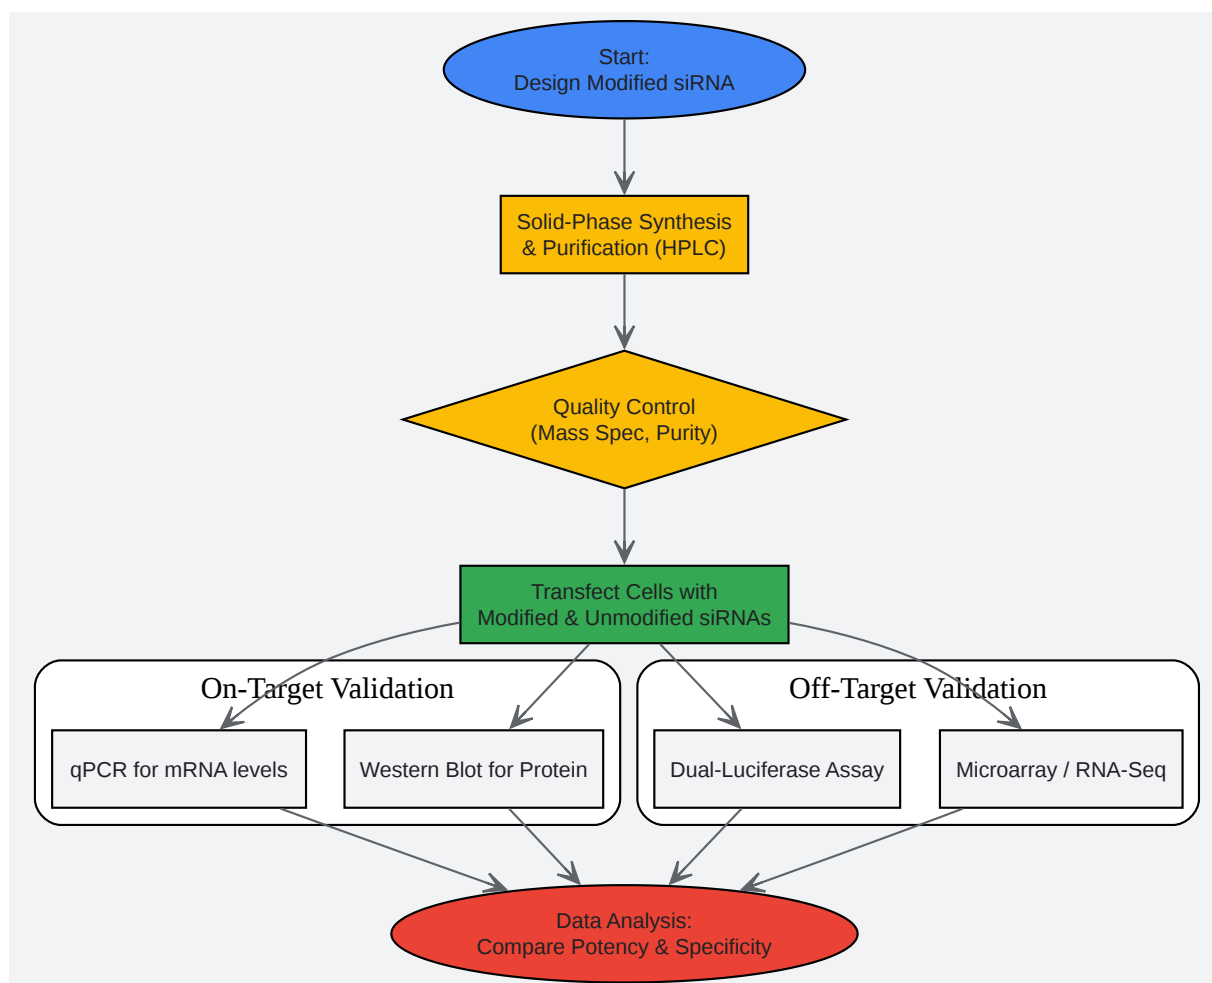 Start:
Design Modified siRNA
Solid-Phase Synthesis
& Purification (HPLC)
Quality Control
(Mass Spec, Purity)
Transfect Cells with
Modified & Unmodified siRNAs
On-Target Validation
Off-Target Validation
qPCR for mRNA levels
Western Blot for Protein
Dual-Luciferase Assay
Microarray / RNA-Seq
Data Analysis:
Compare Potency & Specificity